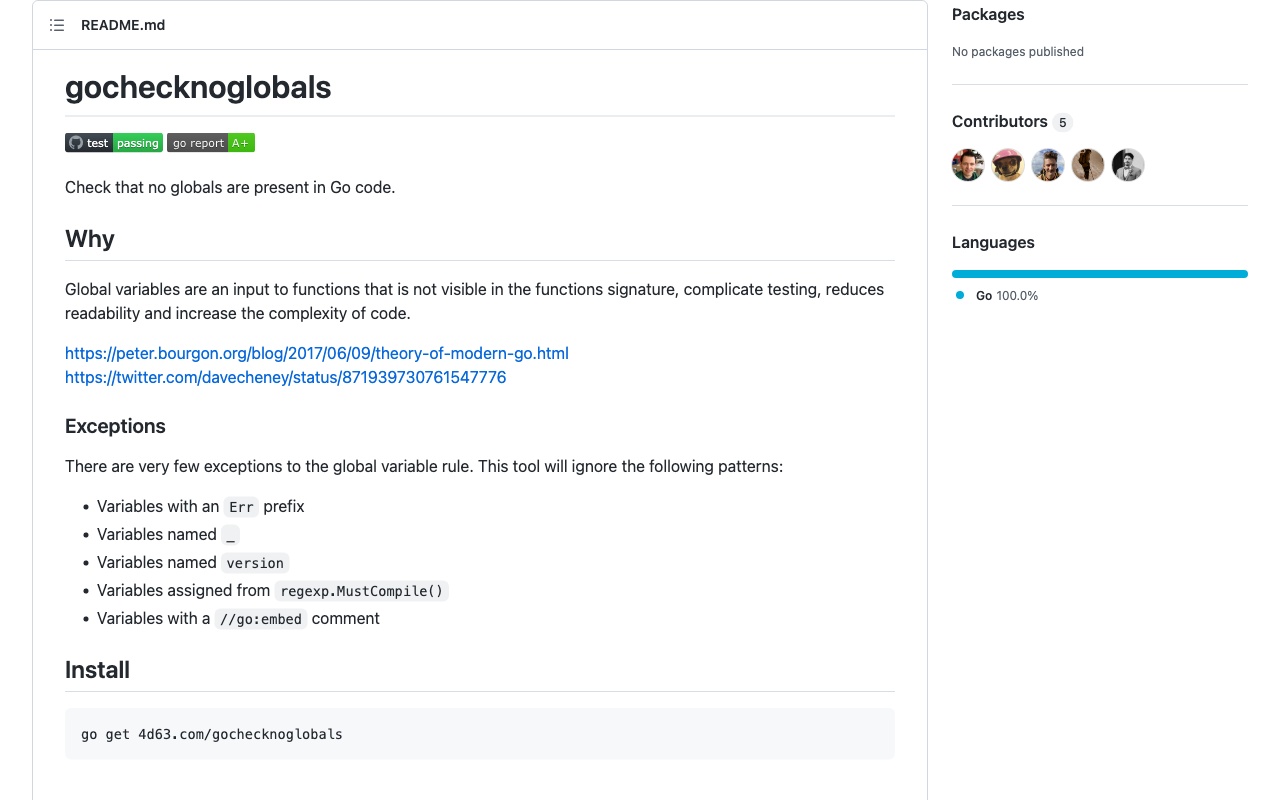 README.md
gochecknoglobals
test passing go report A+
Check that no globals are present in Go code.
Why
Global variables are an input to functions that is not visible in the functions signature, complicate testing, reduces
readability and increase the complexity of code.
https://peter.bourgon.org/blog/2017/06/09/theory-of-modern-go.html
https://twitter.com/davecheney/status/871939730761547776
Exceptions
There are very few exceptions to the global variable rule. This tool will ignore the following patterns:
• Variables with an Err prefix
• Variables named _
• Variables named version
• Variables assigned from regexp.MustCompile()
• Variables with a //go:embed comment
Install
go get 4d63.com/gochecknoglobals
Packages
No packages published
Contributors 5
Languages
Go 100.0%